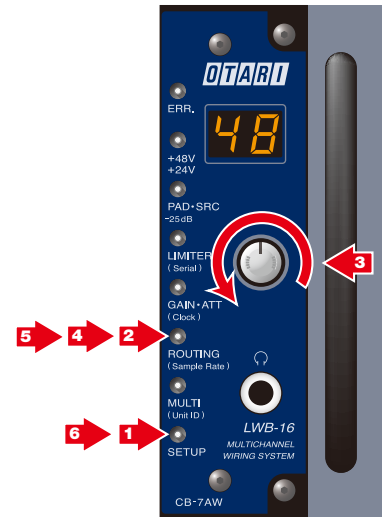 OTARI
ERR.
48
+48V
+24V
PAD·SRC
-25dB
LIMITER
(Serial)
3
GAIN·ATT
(Clock)
5 4 2
ROUTING
(Sample Rate)
MULTI
(Unit ID)
LWB-16
6 1
MULTICHANNEL
WIRING SYSTEM
SETUP
CB-7AW